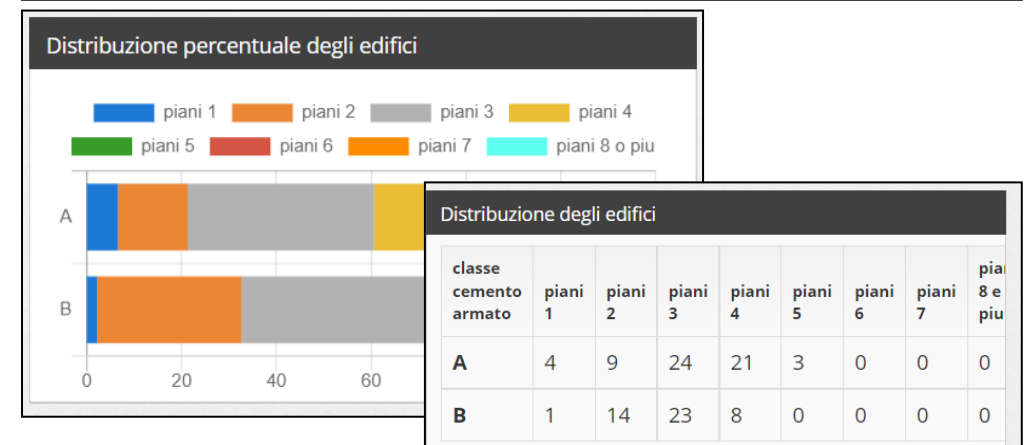 Distribuzione percentuale degli edifici
piani 1 piani 2 piani 3 piani 4
piani 5 piani 6 piani 7 piani 8 o piu
A
B
0 20 40 60
Distribuzione degli edifici
classe cemento armato piani 1 piani 2 piani 3 piani 4 piani 5 piani 6 piani 7 8 e piu
A 4 9 24 21 3 0 0 0
B 1 14 23 8 0 0 0 0